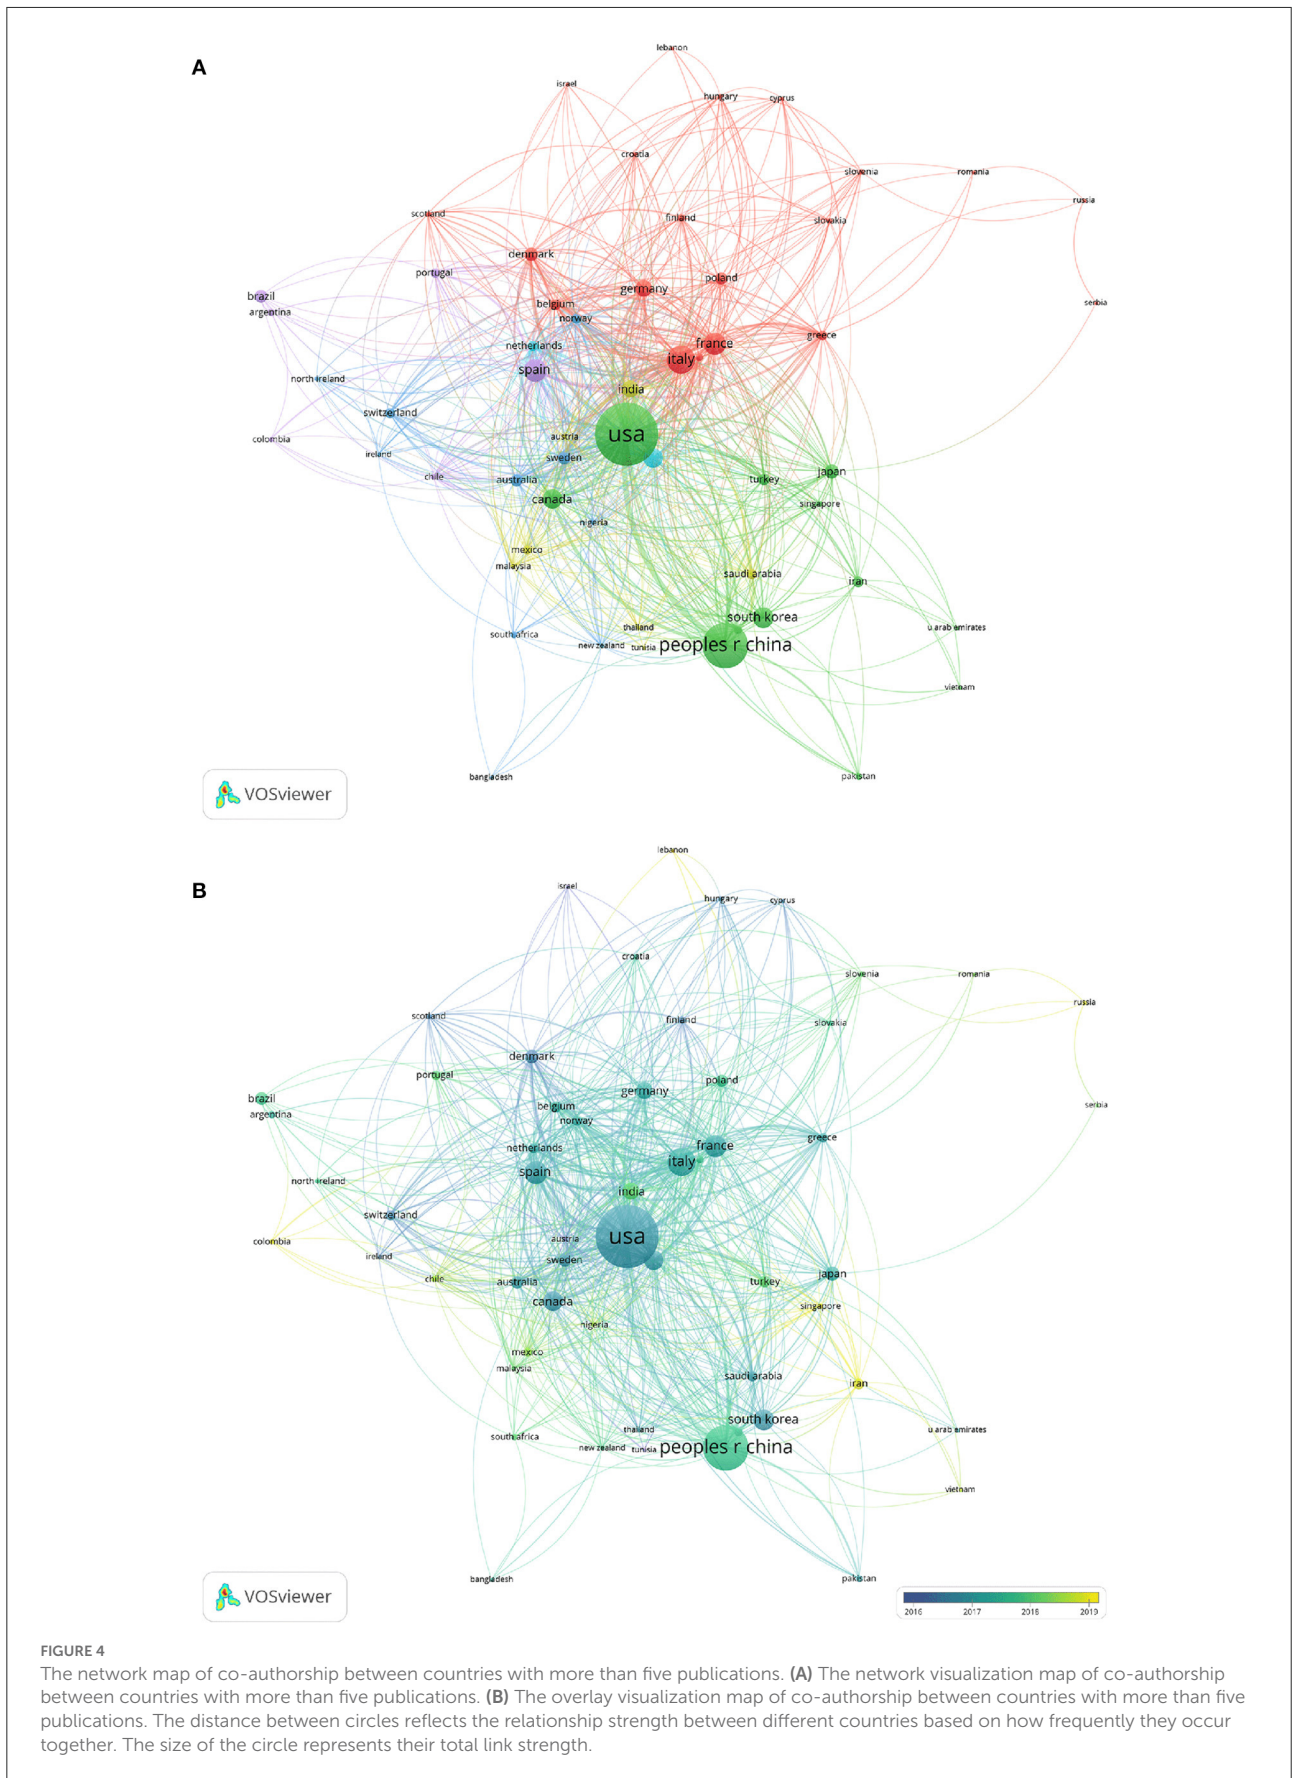 A
lebanon
israel
hungary
cyprus
croatia
slovenia
romania
russia
scotland
finland
slovakia
denmark
portugal
poland
germany
brazil
belgium
serbia
argentina
norway
greece
netherlands
france
italy
spain
north ireland
india
switzerland
usa
colombia
austria
ireland
sweden
chile
australia
turkey
japan
canada
singapore
nigeria
mexico
malaysia
saudi arabia
iran
south korea
south africa
thailand
u arab emirates
new zealand
tunisia
peoples r china
vietnam
bangladesh
pakistan
VOSviewer
B
lebanon
israel
hungary
cyprus
croatia
slovenia
romania
russia
scotland
finland
slovakia
denmark
portugal
poland
germany
brazil
belgium
serbia
argentina
norway
greece
netherlands
france
italy
spain
north ireland
india
switzerland
usa
colombia
austria
ireland
sweden
chile
australia
turkey
japan
canada
singapore
nigeria
mexico
malaysia
saudi arabia
iran
south korea
south africa
thailand
u arab emirates
new zealand
tunisia
peoples r china
vietnam
bangladesh
pakistan
VOSviewer
2016 2017 2018 2019
FIGURE 4
The network map of co-authorship between countries with more than five publications. (A) The network visualization map of co-authorship
between countries with more than five publications. (B) The overlay visualization map of co-authorship between countries with more than five
publications. The distance between circles reflects the relationship strength between different countries based on how frequently they occur
together. The size of the circle represents their total link strength.